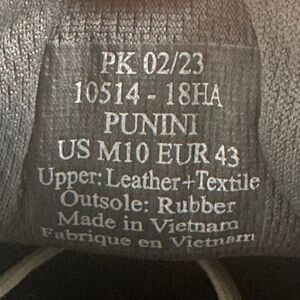 PK 02/23
10514 - 18HA
PUNINI
US M10 EUR 43
Upper: Leather+Textile
Outsole: Rubber
Made in Vietnam
Fabrique en Vietnam